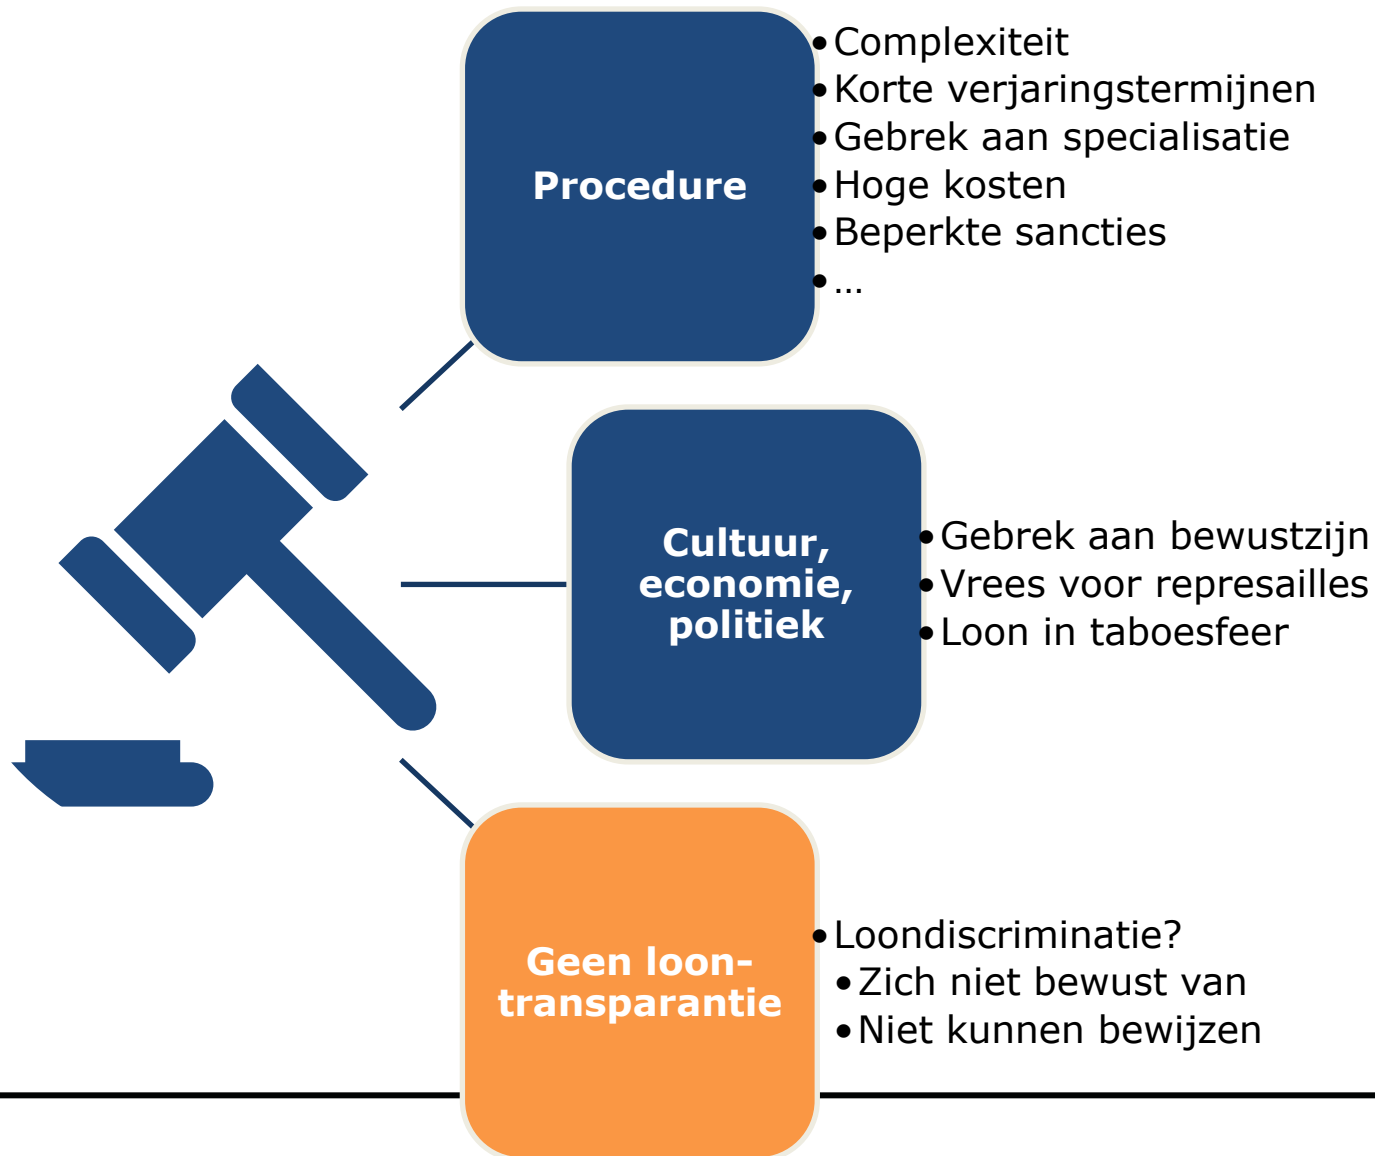 Procedure
• Complexiteit
• Korte verjaringstermijnen
• Gebrek aan specialisatie
• Hoge kosten
• Beperkte sancties
• …
Cultuur,
economie,
politiek
• Gebrek aan bewustzijn
• Vrees voor represailles
• Loon in taboesfeer
Geen loon-
transparantie
• Loondiscriminatie?
• Zich niet bewust van
• Niet kunnen bewijzen